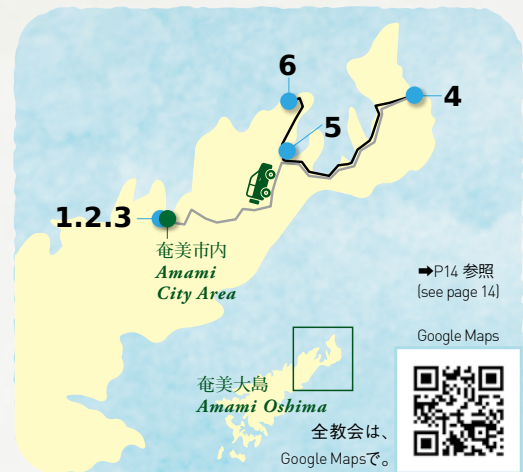 6
4
5
1.2.3
奄美市内
Amami
City Area
➡P14 参照
(see page 14)
Google Maps
奄美大島
Amami Oshima
全教会は、
Google Mapsで。